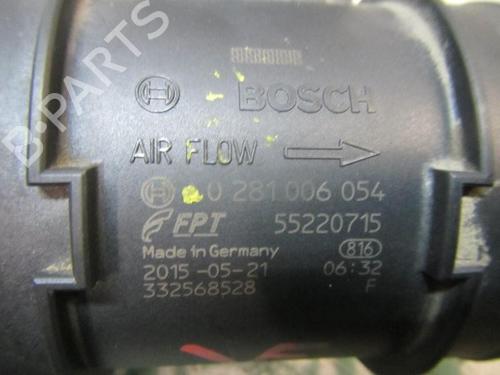 B-PARTS
BOSCH
AIR FLOW
0 281 006 054
FPT 55220715
Made in Germany 816
2015-05-21 06:32
332568528 F